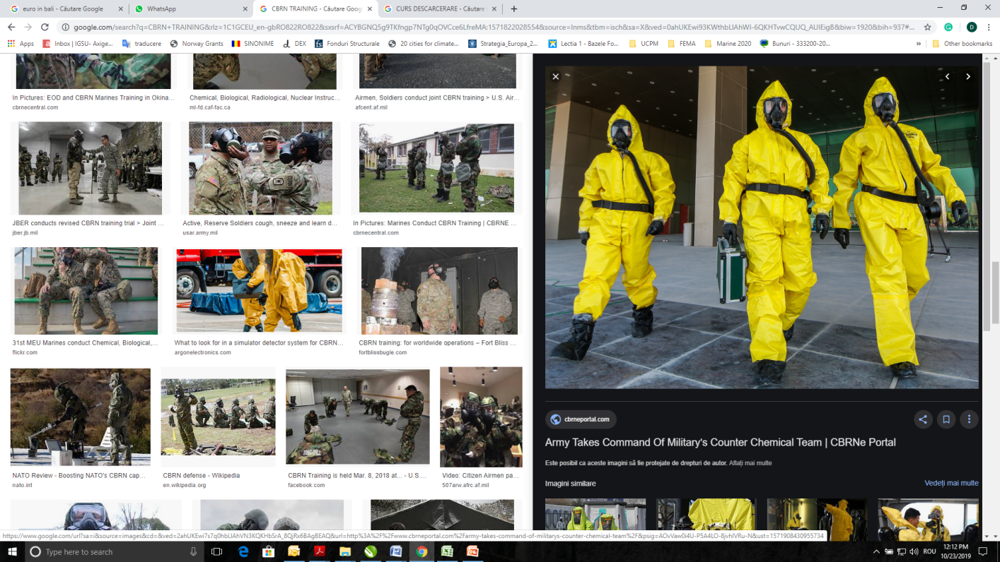 euro in bali - Căutare Google
WhatsApp
CBRN TRAINING - Căutare Goog
CURS DESCARCERARE - Căutare
google.com/search?q=CBRN+TRAINING&rlz=1C1GCEU_en-gbRO822RO822&sxsrf=ACYBGNQ5g9TKfngp7NTg0qOVCce6LfreMA:1571822028554&source=lnms&tbm=isch&sa=X&ved=0ahUKEwi93KWthbLlAhWI-6QKHTvwCQUQ_AUIEigB&biw=1920&bih=937#...
Apps
Inbox | IGSU- Axige...
traducere
Norway Grants
SINONIME
DEX
Fonduri Structurale
20 cities for climate...
Strategia_Europa_2...
Lectia 1 - Bazele Fo...
UCPM
FEMA
Marine 2020
Bunuri - 333200-20...
Other bookmarks
In Pictures: EOD and CBRN Marines Training in Okina...
cbrnecentral.com
Chemical, Biological, Radiological, Nuclear Instruc...
ml-fd.caf-fac.ca
Airmen, Soldiers conduct joint CBRN training > U.S. Air...
afcent.af.mil
JBER conducts revised CBRN training trial > Joint ...
jber.jb.mil
Active, Reserve Soldiers cough, sneeze and learn d...
usar.army.mil
In Pictures: Marines Conduct CBRN Training | CBRNE ...
cbrnecentral.com
31st MEU Marines conduct Chemical, Biological,...
flickr.com
What to look for in a simulator detector system for CBRN...
argonelectronics.com
CBRN training: for worldwide operations – Fort Bliss ...
fortblissbugle.com
NATO Review - Boosting NATO's CBRN cap...
nato.int
CBRN defense - Wikipedia
en.wikipedia.org
CBRN Training is held Mar. 8, 2018 at... - U.S....
facebook.com
Video: Citizen Airmen pa...
507arw.afrc.af.mil
cbrneportal.com
Army Takes Command Of Military's Counter Chemical Team | CBRNe Portal
Este posibil ca aceste imagini să fie protejate de drepturi de autor. Aflați mai multe
Imagini similare
Vedeți mai multe
https://www.google.com/url?sa=i&source=images&cd=&ved=2ahUKEwi7s7q0hbLlAhVN3KQKHbSrA_8QjRx6BAgBEAQ&url=http%3A%2F%2Fwww.cbrneportal.com%2Farmy-takes-command-of-militarys-counter-chemical-team%2F&psig=AOvVaw0i4U-P5A4LO-8jvhIVRu-N&ust=1571908430955734
Type here to search
ROU
12:12 PM
10/23/2019